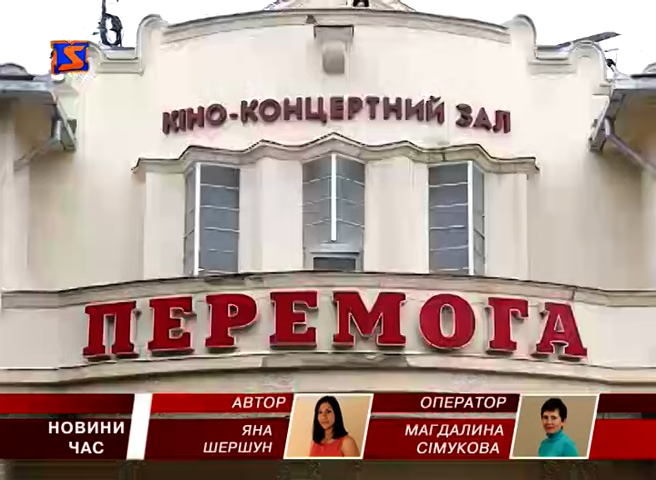 S
КІНО-КОНЦЕРТНИЙ ЗАЛ
ПЕРЕМОГА
НОВИНИ
ЧАС
АВТОР
ЯНА
ШЕРШУН
ОПЕРАТОР
МАГДАЛИНА
СІМУКОВА